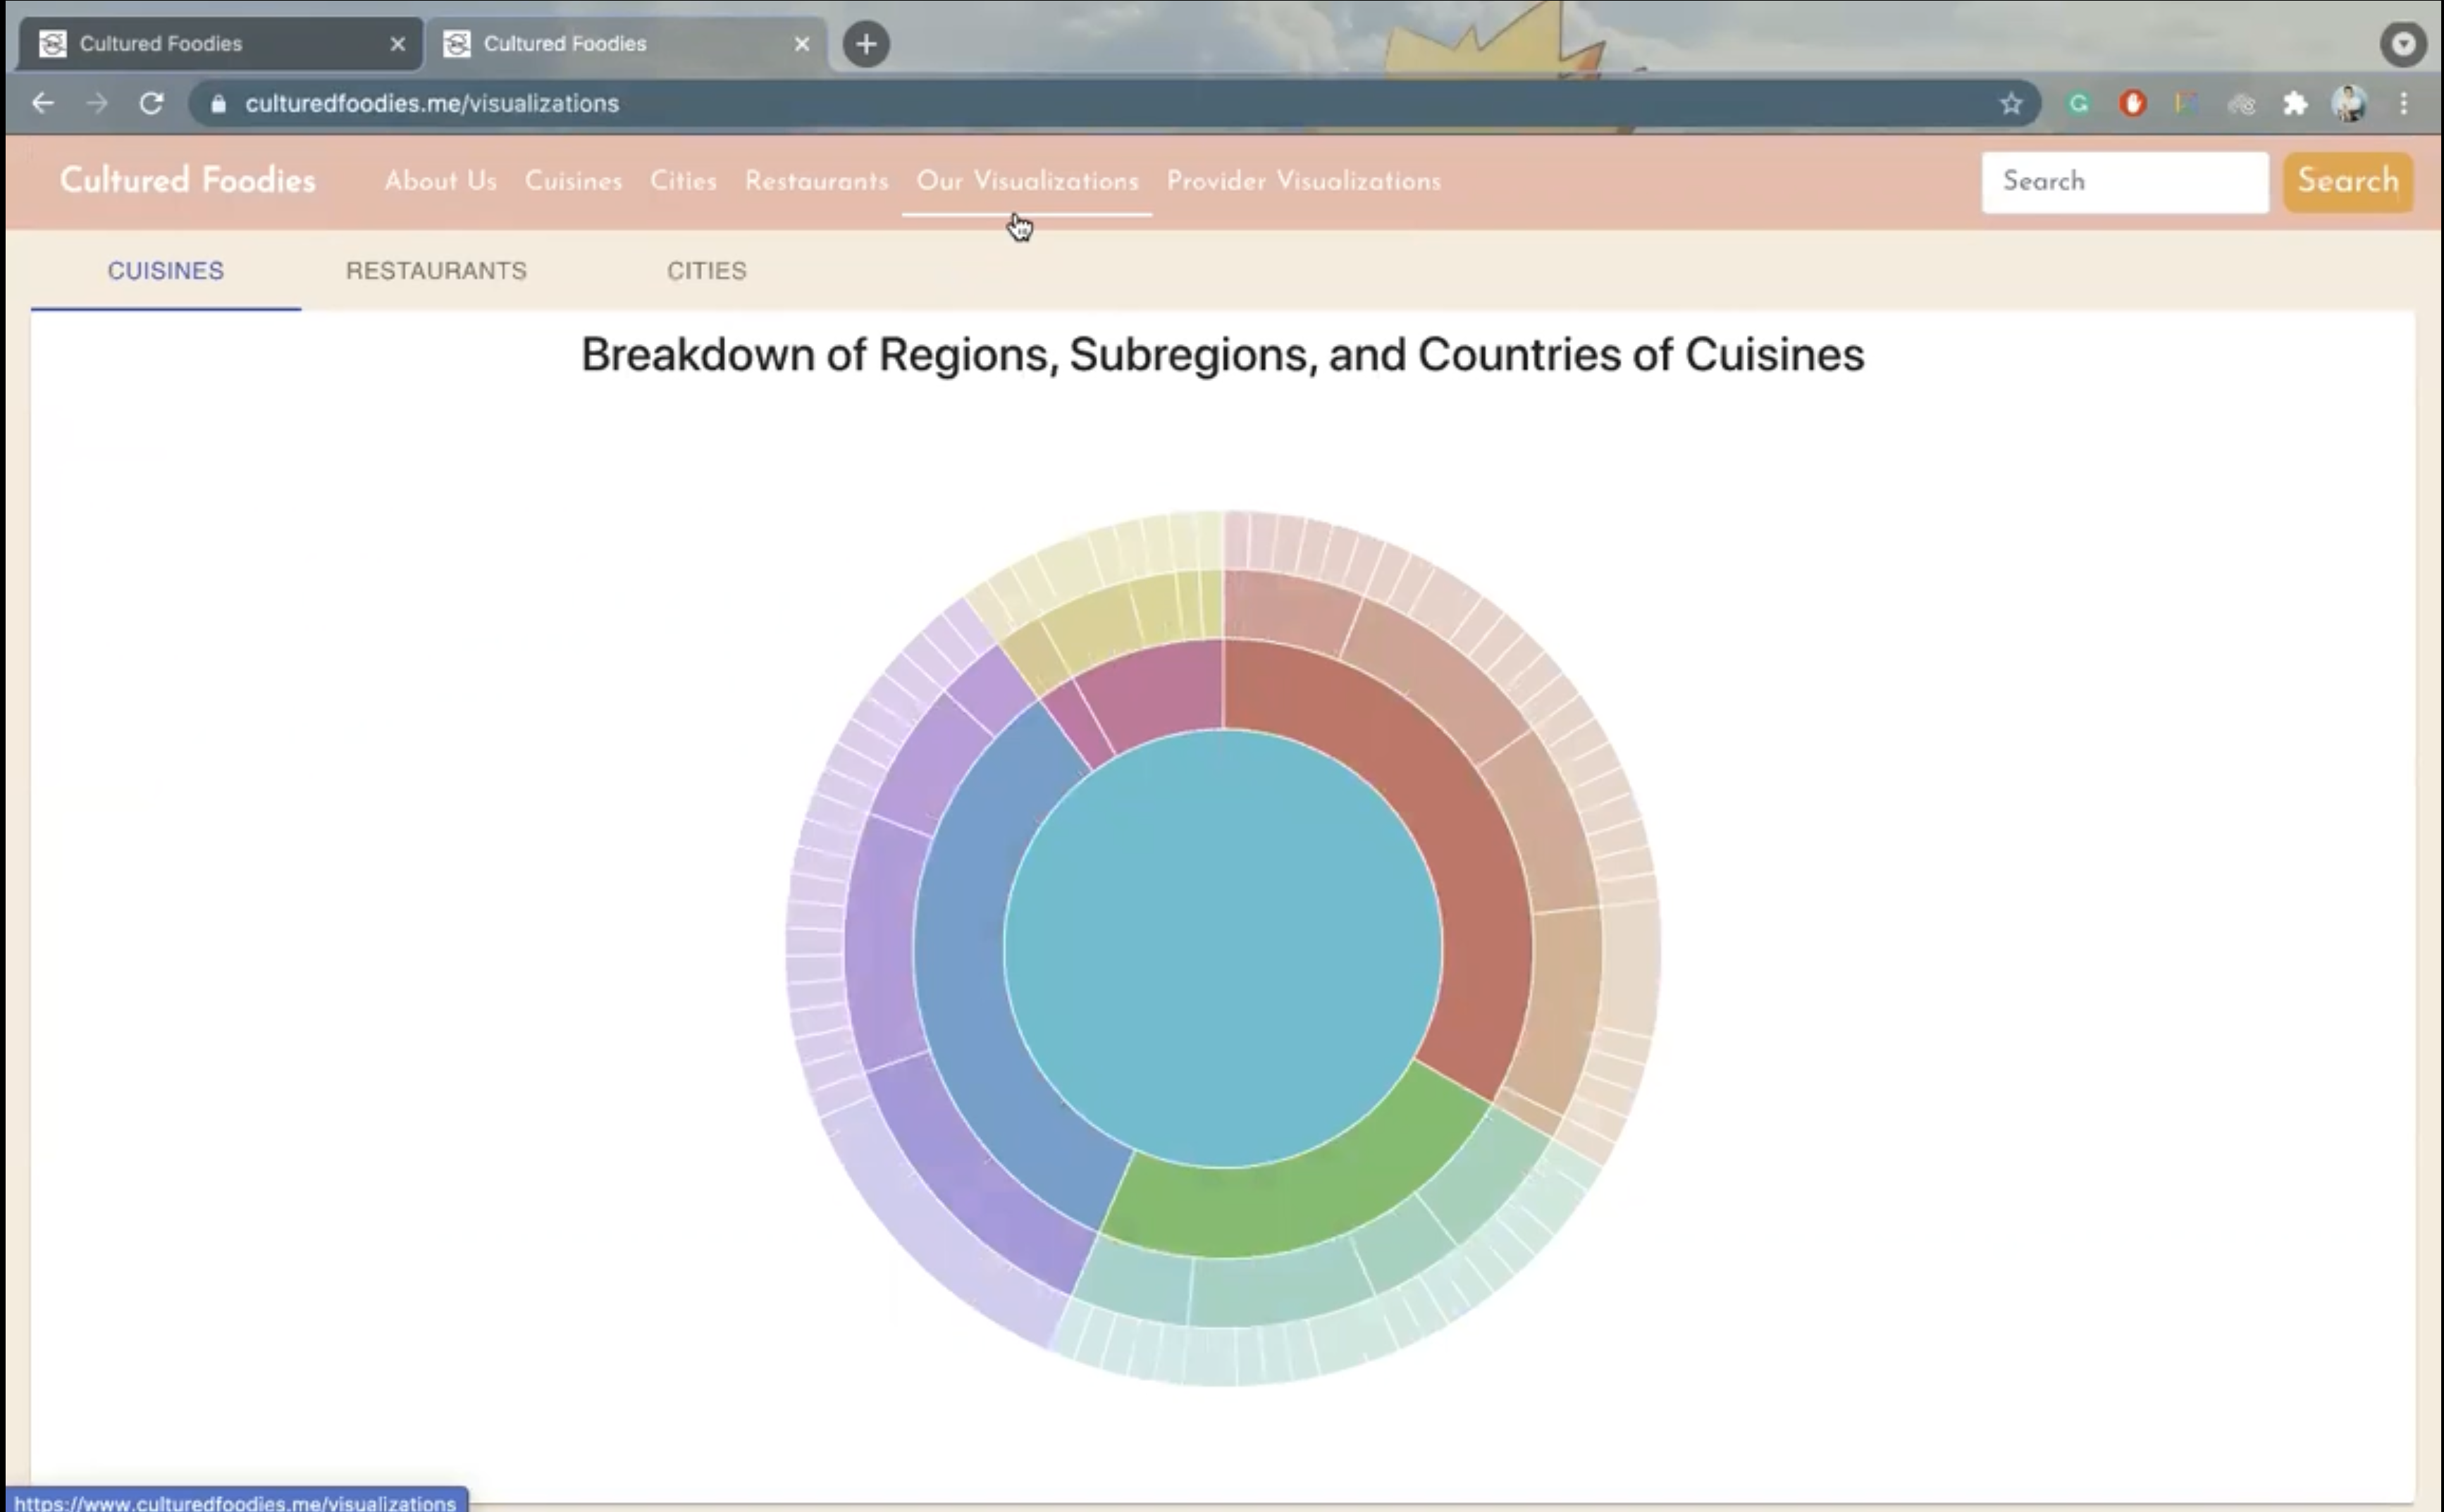 Cultured Foodies
Cultured Foodies
culturedfoodies.me/visualizations
Cultured Foodies About Us Cuisines Cities Restaurants Our Visualizations Provider Visualizations Search Search
CUISINES RESTAURANTS CITIES
Breakdown of Regions, Subregions, and Countries of Cuisines
https://www.culturedfoodies.me/visualizations